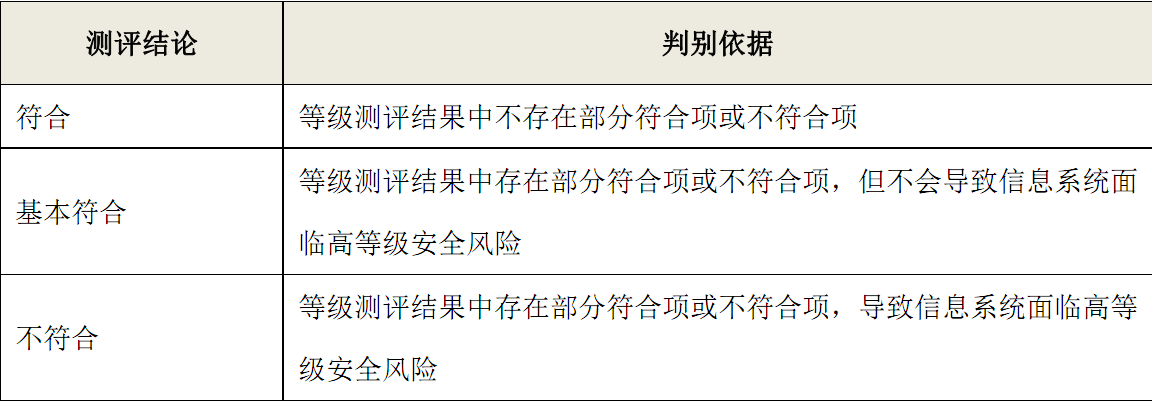 测评结论
判别依据
符合
等级测评结果中不存在部分符合项或不符合项
基本符合
等级测评结果中存在部分符合项或不符合项，但不会导致信息系统面
临高等级安全风险
不符合
等级测评结果中存在部分符合项或不符合项，导致信息系统面临高等
级安全风险